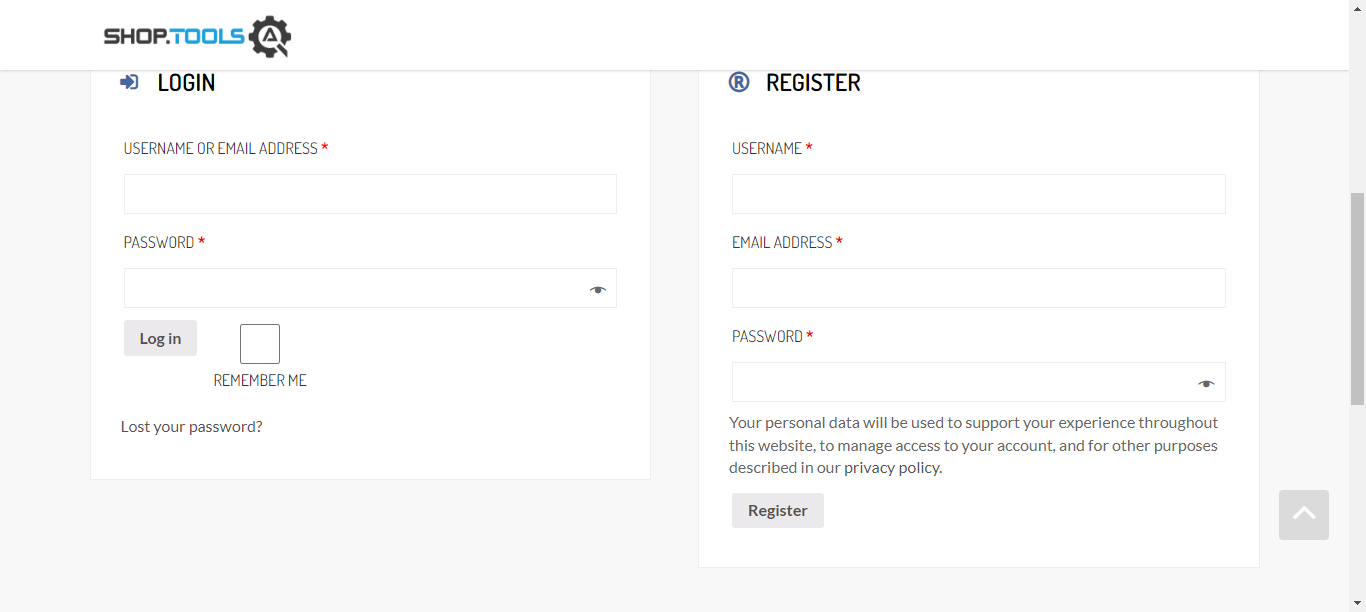 SHOP.TOOLS
LOGIN
USERNAME OR EMAIL ADDRESS *
PASSWORD *
Log in
REMEMBER ME
Lost your password?
REGISTER
USERNAME *
EMAIL ADDRESS *
PASSWORD *
Your personal data will be used to support your experience throughout
this website, to manage access to your account, and for other purposes
described in our privacy policy.
Register